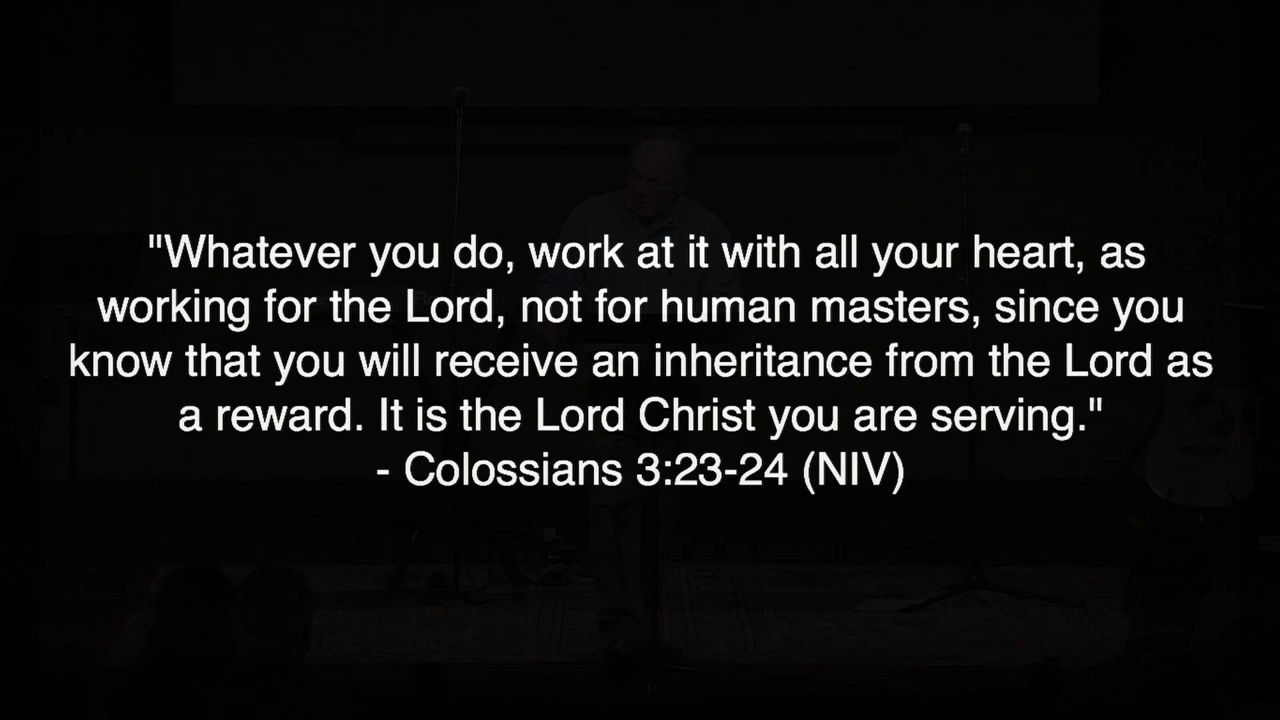 "Whatever you do, work at it with all your heart, as
working for the Lord, not for human masters, since you
know that you will receive an inheritance from the Lord as
a reward. It is the Lord Christ you are serving."
- Colossians 3:23-24 (NIV)